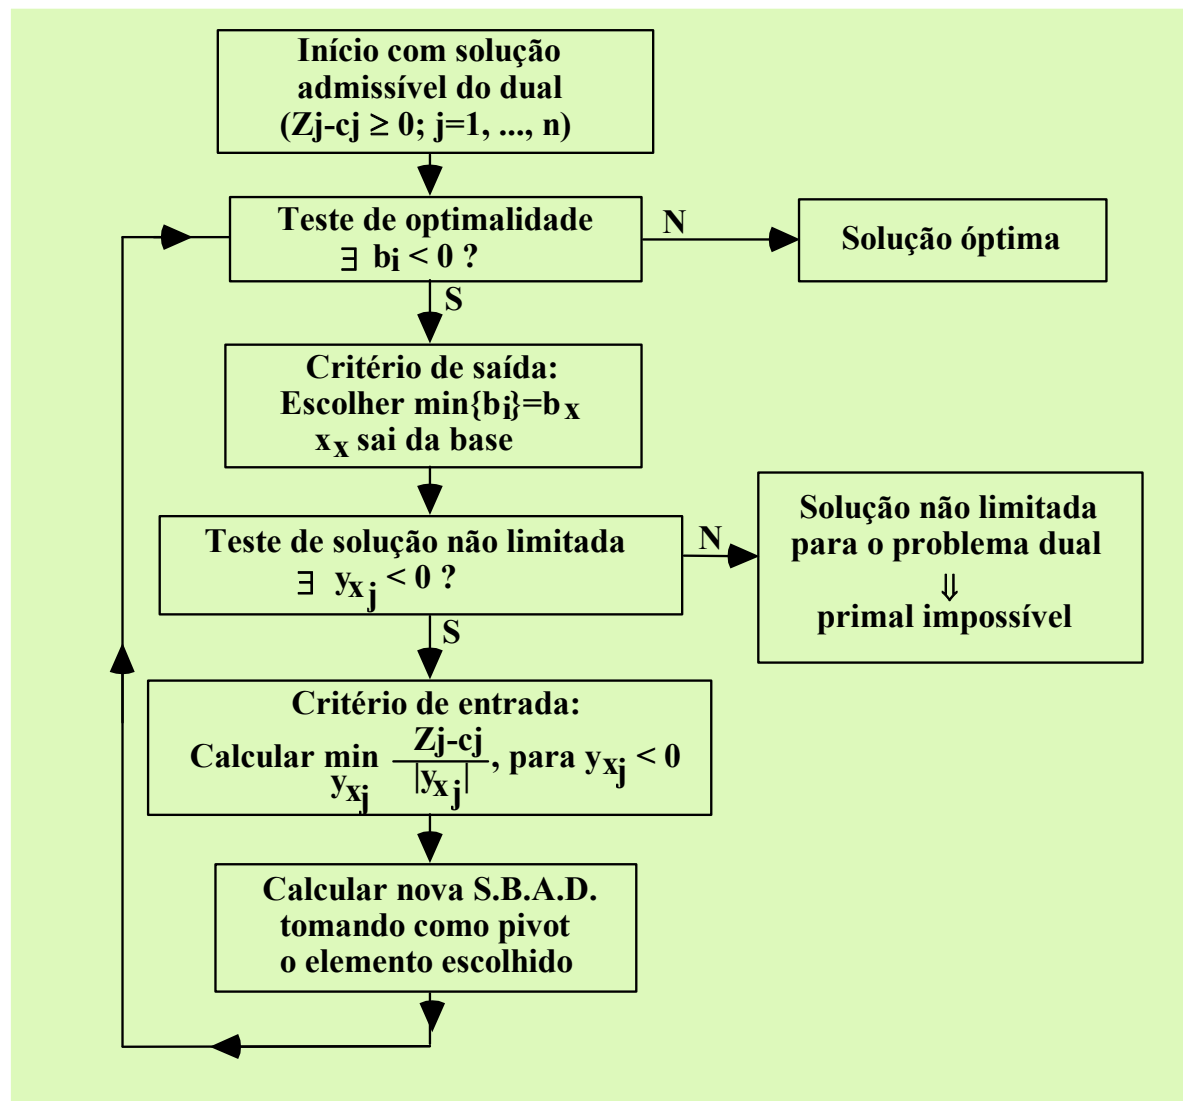 Início com solução
admissível do dual
(Zj-cj ≥ 0; j=1, ..., n)
Teste de optimalidade
∃ bi < 0 ?
N
Solução óptima
S
Critério de saída:
Escolher min{bi}=bx
xx sai da base
Teste de solução não limitada
∃ yxj < 0 ?
N
Solução não limitada
para o problema dual
⇓
primal impossível
S
Critério de entrada:
Calcular min yxj Zj-cj / |yxj|, para yxj < 0
Calcular nova S.B.A.D.
tomando como pivot
o elemento escolhido